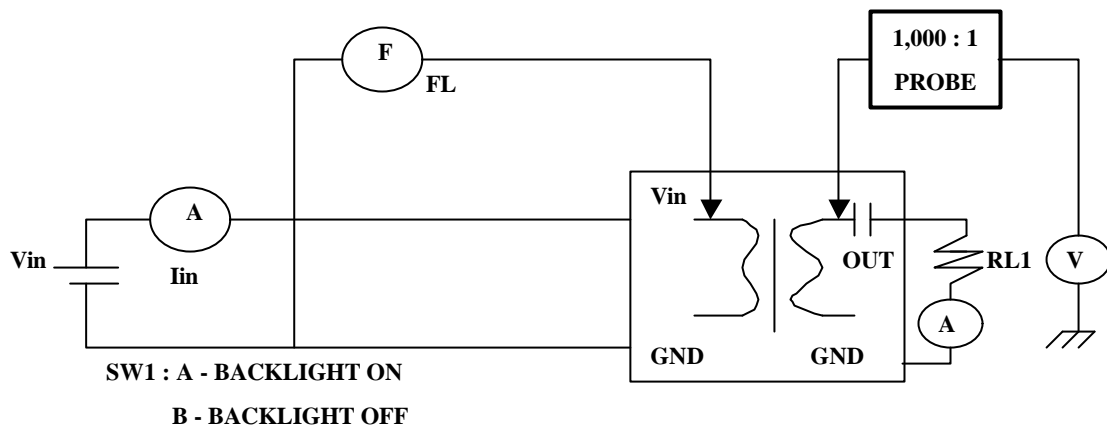 F
FL
1,000 : 1
PROBE
Vin
A
Iin
Vin
OUT
RL1
V
A
GND
GND
SW1 : A - BACKLIGHT ON
B - BACKLIGHT OFF